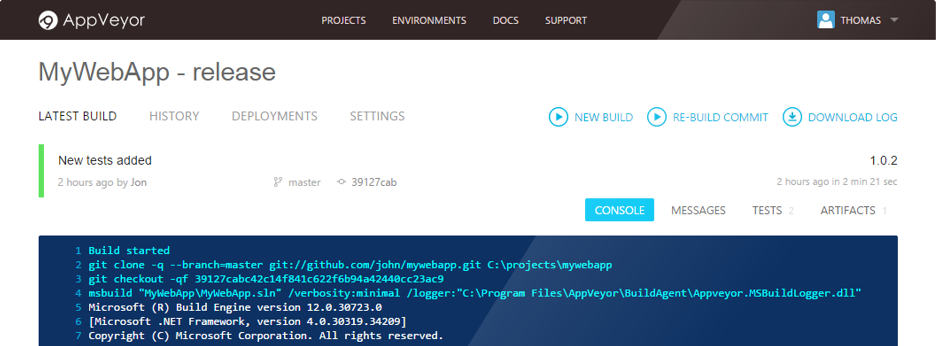 AppVeyor PROJECTS ENVIRONMENTS DOCS SUPPORT THOMAS
MyWebApp - release
LATEST BUILD HISTORY DEPLOYMENTS SETTINGS NEW BUILD RE-BUILD COMMIT DOWNLOAD LOG
New tests added 1.0.2
2 hours ago by Jon master 39127cab 2 hours ago in 2 min 21 sec
CONSOLE MESSAGES TESTS 2 ARTIFACTS 1
1 Build started
2 git clone -q --branch=master git://github.com/john/mywebapp.git C:\projects\mywebapp
3 git checkout -qf 39127cabc42c14f841c622f6b94a42440cc23ac9
4 msbuild "MyWebApp\MyWebApp.sln" /verbosity:minimal /logger:"C:\Program Files\AppVeyor\BuildAgent\Appveyor.MSBuildLogger.dll"
5 Microsoft (R) Build Engine version 12.0.30723.0
6 [Microsoft .NET Framework, version 4.0.30319.34209]
7 Copyright (C) Microsoft Corporation. All rights reserved.